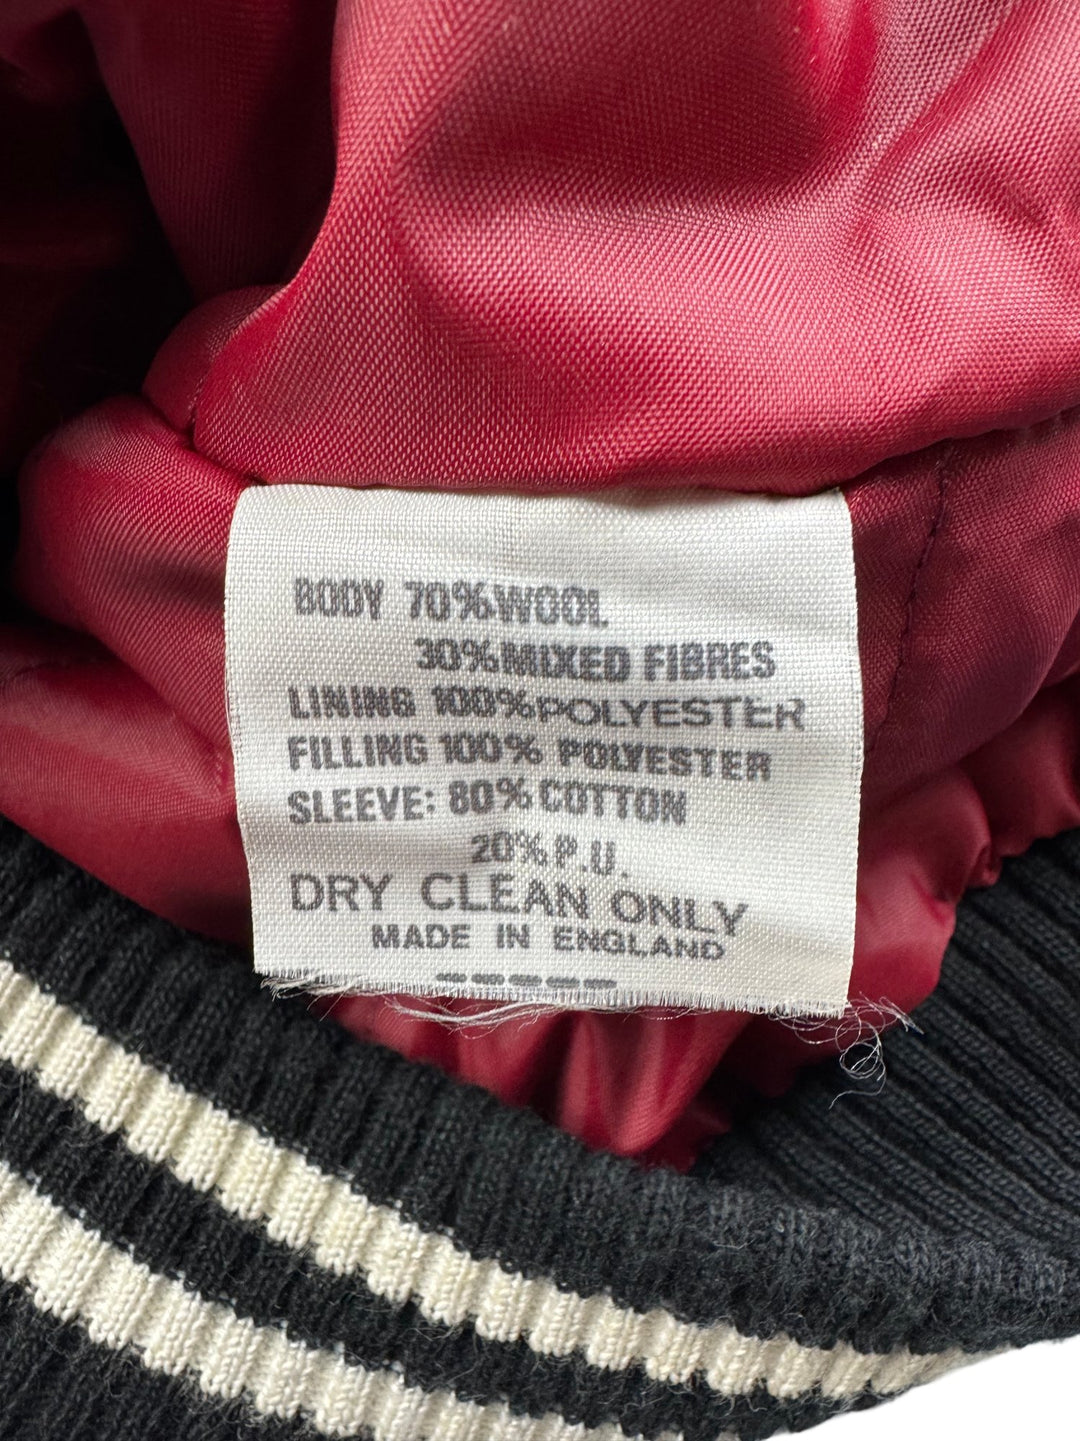 BODY 70% WOOL
30% MIXED FIBRES
LINING 100% POLYESTER
FILLING 100% POLYESTER
SLEEVE: 80% COTTON
20% P.U.
DRY CLEAN ONLY
MADE IN ENGLAND